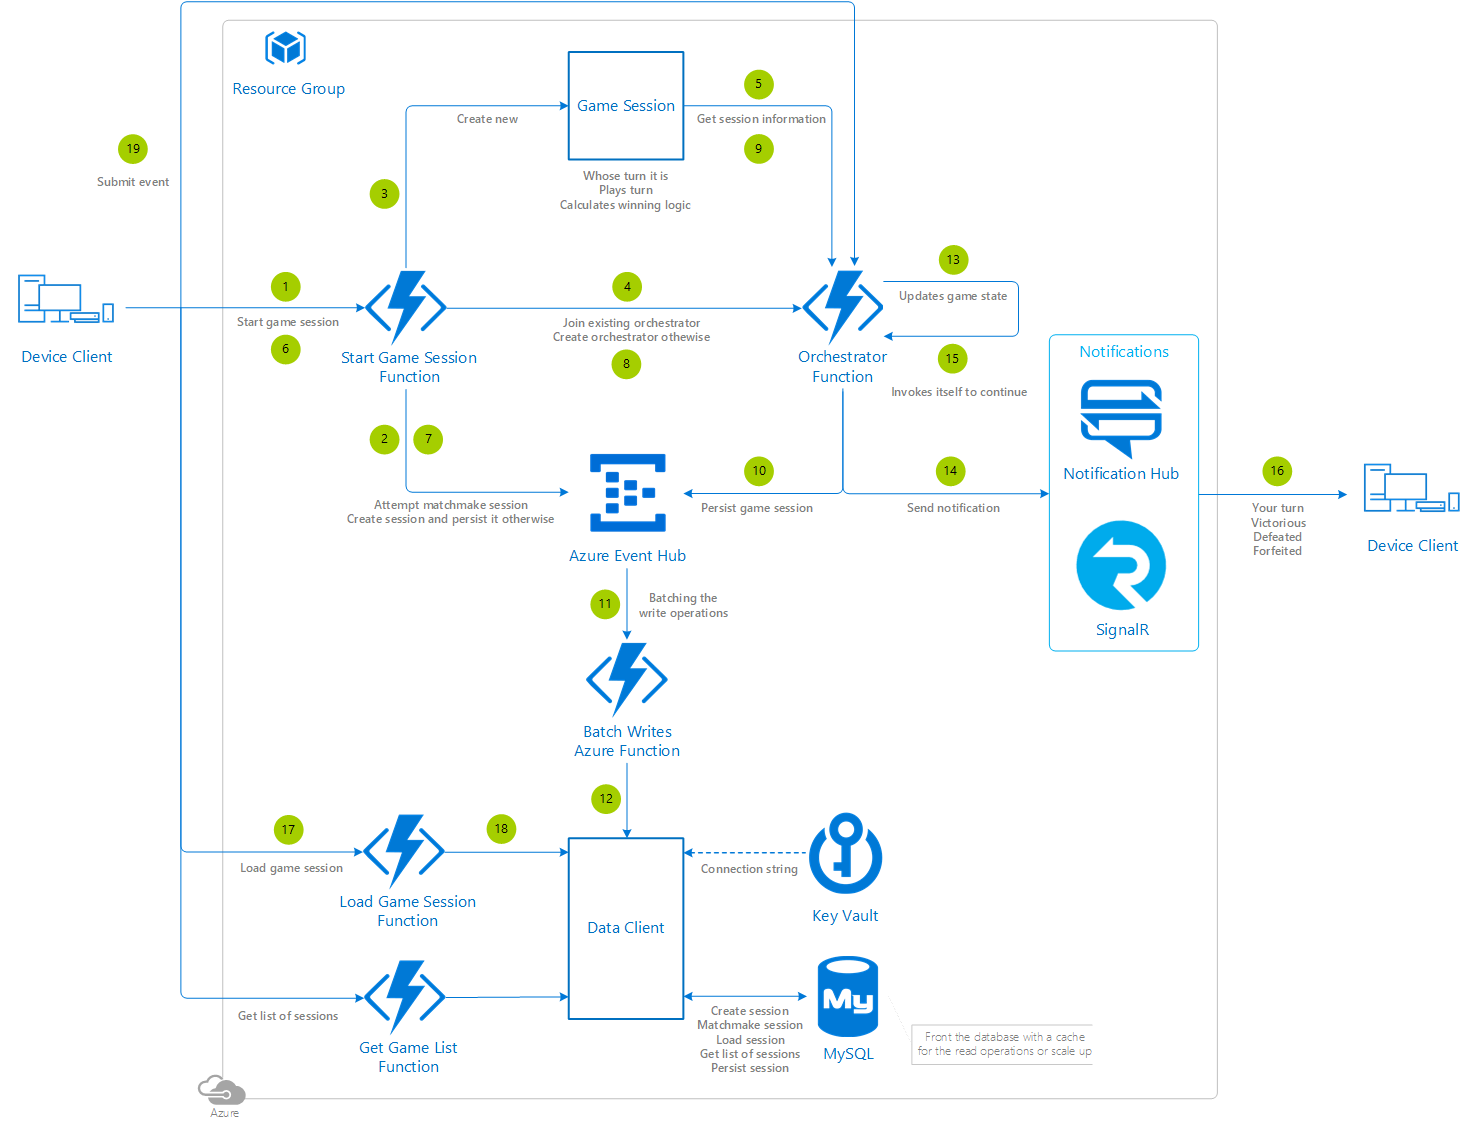 Resource Group
Game Session
5
Create new
Get session information
19
9
Submit event
Whose turn it is
Plays turn
Calculates winning logic
3
13
1
4
Updates game state
Start game session
Join existing orchestrator
Create orchestrator othewise
6
8
15
Device Client
Start Game Session
Function
Orchestrator
Function
Invokes itself to continue
Notifications
2
7
Notification Hub
10
14
16
Attempt matchmake session
Create session and persist it otherwise
Persist game session
Send notification
Your turn
Victorious
Defeated
Forfeited
Device Client
Azure Event Hub
11
Batching the
write operations
SignalR
Batch Writes
Azure Function
12
17
18
Load game session
Connection string
Load Game Session
Function
Data Client
Key Vault
Get list of sessions
My
Create session
Matchmake session
Load session
Get list of sessions
Persist session
Get Game List
Function
MySQL
Front the database with a cache
for the read operations or scale up
Azure